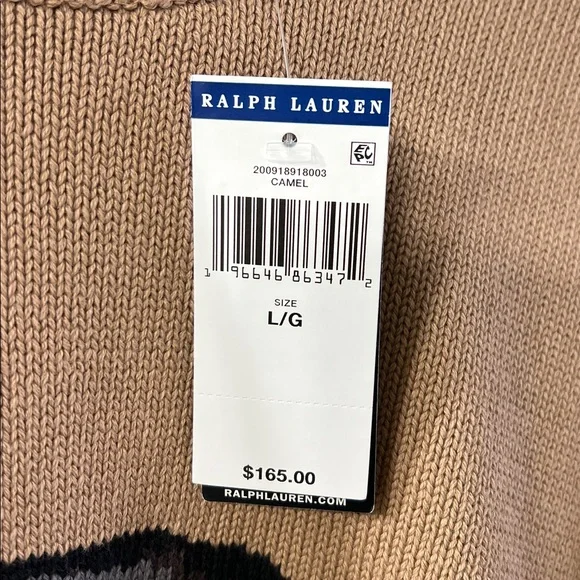 RALPH LAUREN
200918918003
CAMEL
1 96646 86347 2
SIZE
L/G
$165.00
RALPHLAUREN.COM